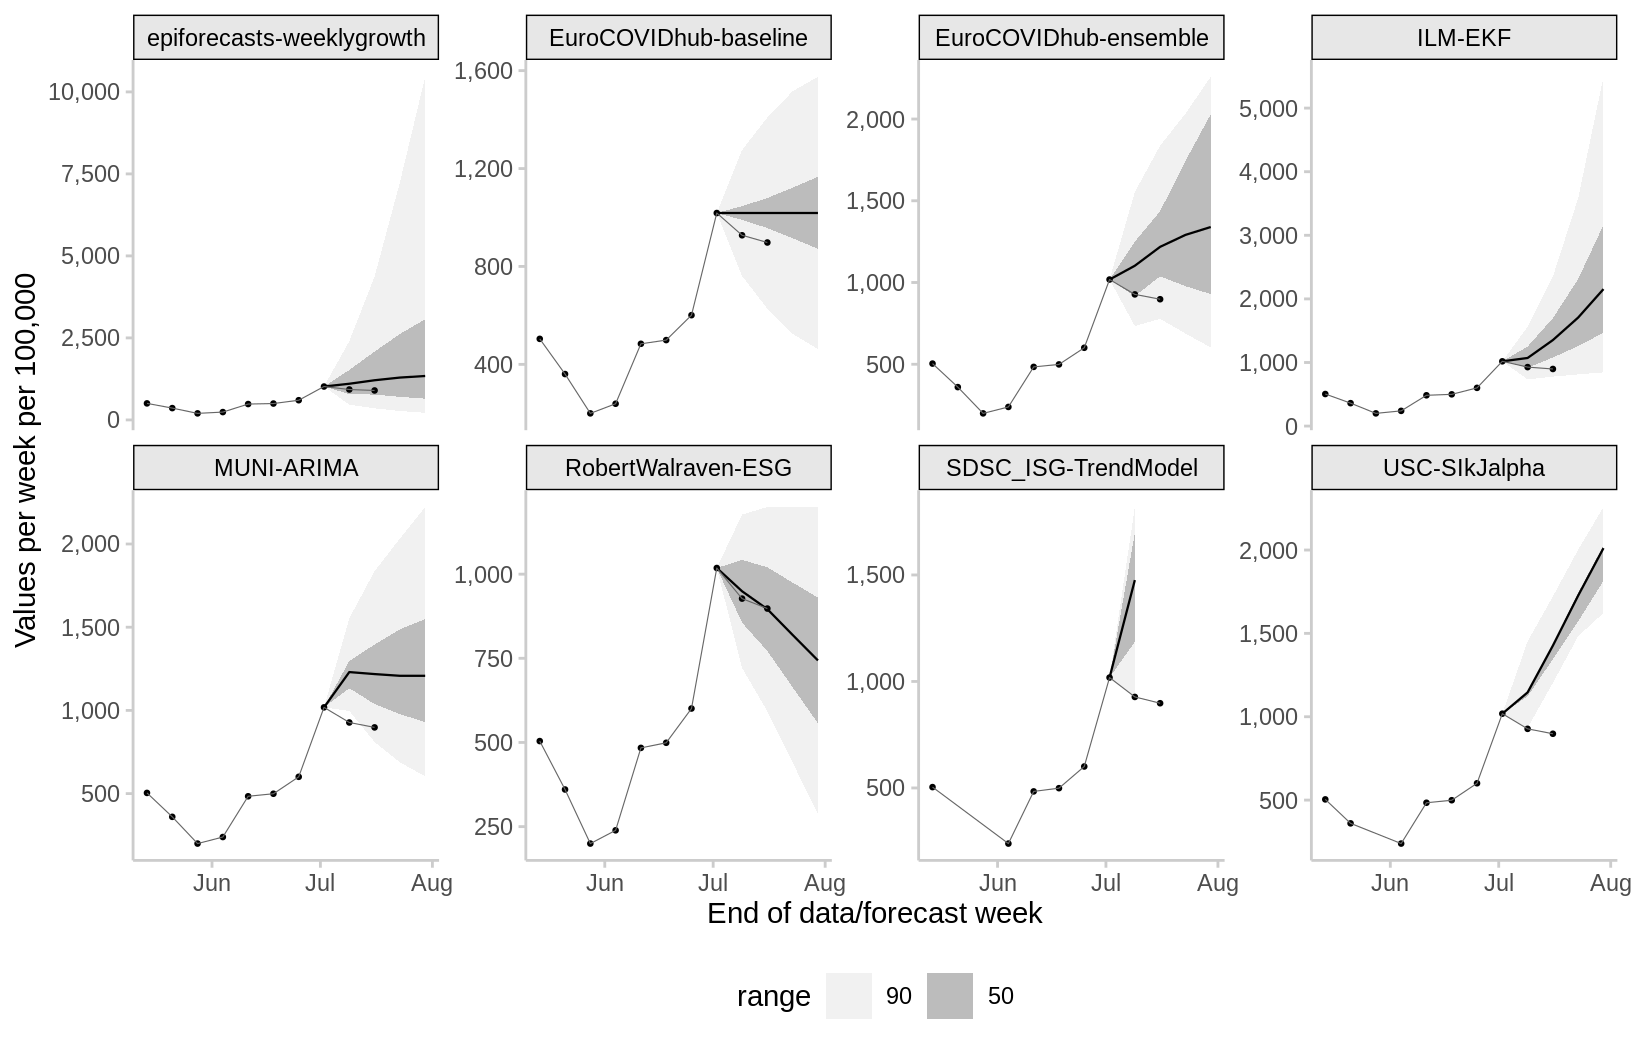 epiforecasts-weeklygrowth
EuroCOVIDhub-baseline
EuroCOVIDhub-ensemble
ILM-EKF
10,000
7,500
5,000
2,500
0
1,600
1,200
800
400
2,000
1,500
1,000
500
5,000
4,000
3,000
2,000
1,000
0
Values per week per 100,000
MUNI-ARIMA
RobertWalraven-ESG
SDSC_ISG-TrendModel
USC-SIkJalpha
2,000
1,500
1,000
500
1,000
750
500
250
1,500
1,000
500
2,000
1,500
1,000
500
Jun Jul Aug
Jun Jul Aug
Jun Jul Aug
Jun Jul Aug
End of data/forecast week
range 90 50